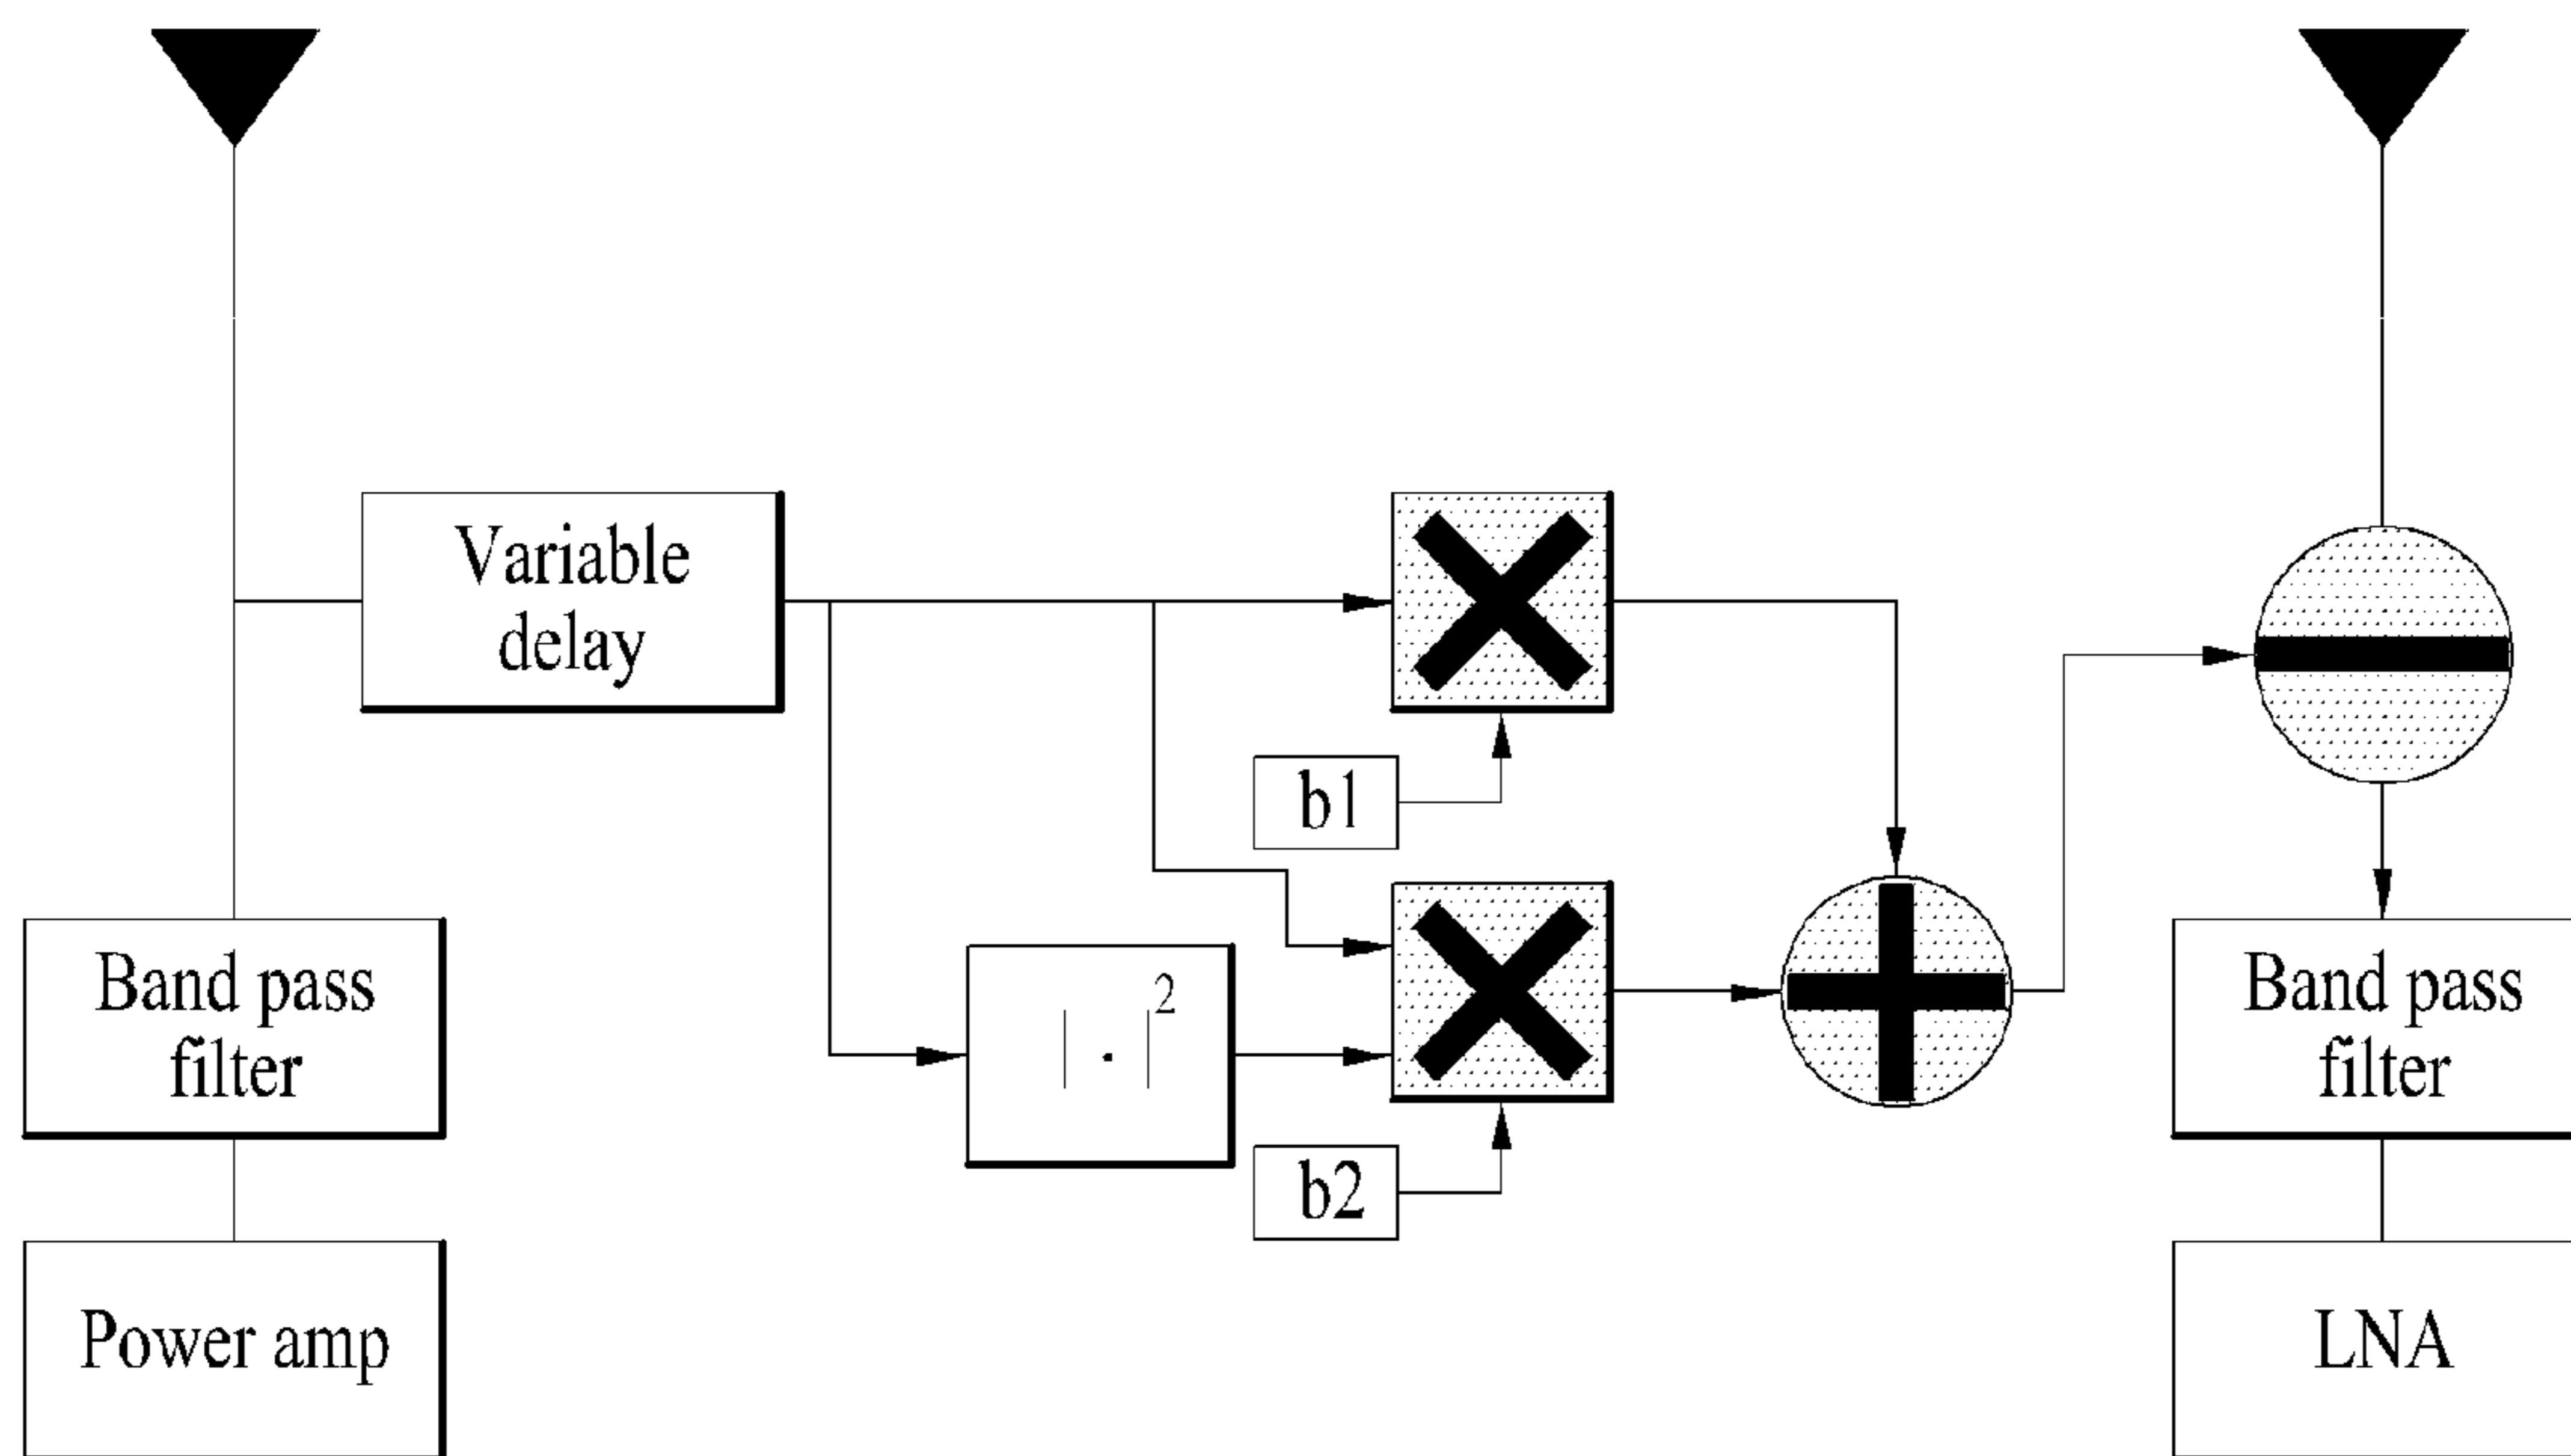 Variable
delay
b1
Band pass
filter
| · |²
Band pass
filter
b2
Power amp
LNA